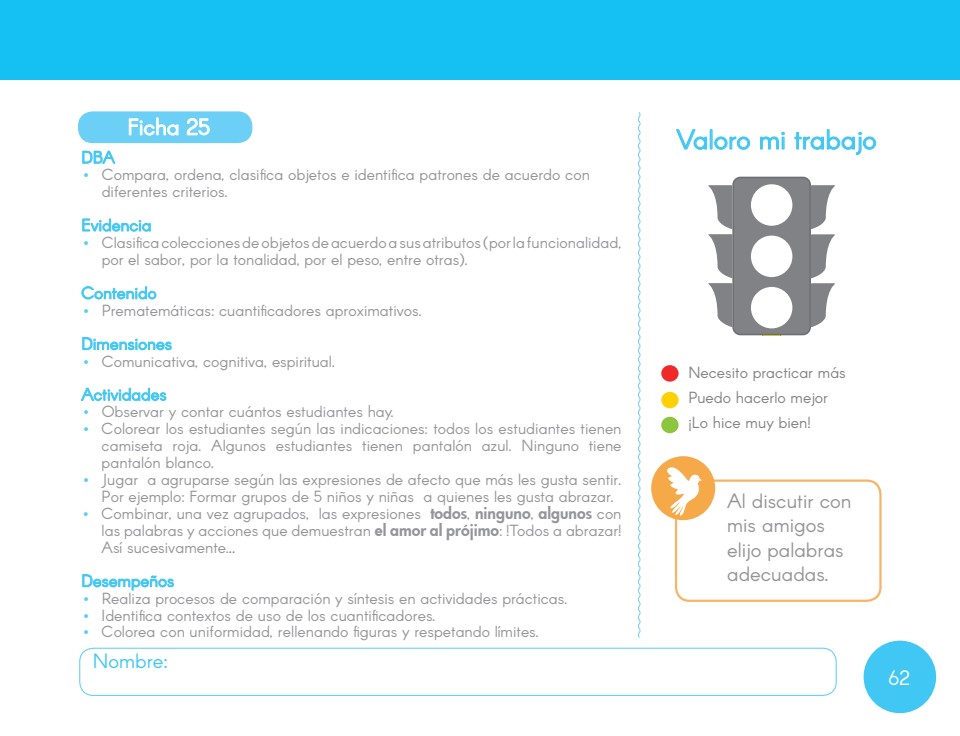 Ficha 25
DBA
• Compara, ordena, clasifica objetos e identifica patrones de acuerdo con
diferentes criterios.
Evidencia
• Clasifica colecciones de objetos de acuerdo a sus atributos (por la funcionalidad,
por el sabor, por la tonalidad, por el peso, entre otras).
Contenido
• Prematemáticas: cuantificadores aproximativos.
Dimensiones
• Comunicativa, cognitiva, espiritual.
Actividades
• Observar y contar cuántos estudiantes hay.
• Colorear los estudiantes según las indicaciones: todos los estudiantes tienen
camiseta roja. Algunos estudiantes tienen pantalón azul. Ninguno tiene
pantalón blanco.
• Jugar a agruparse según las expresiones de afecto que más les gusta sentir.
Por ejemplo: Formar grupos de 5 niños y niñas a quienes les gusta abrazar.
• Combinar, una vez agrupados, las expresiones todos, ninguno, algunos con
las palabras y acciones que demuestran el amor al prójimo: !Todos a abrazar!
Así sucesivamente...
Desempeños
• Realiza procesos de comparación y síntesis en actividades prácticas.
• Identifica contextos de uso de los cuantificadores.
• Colorea con uniformidad, rellenando figuras y respetando límites.
Nombre:
Valoro mi trabajo
Necesito practicar más
Puedo hacerlo mejor
¡Lo hice muy bien!
Al discutir con
mis amigos
elijo palabras
adecuadas.
62